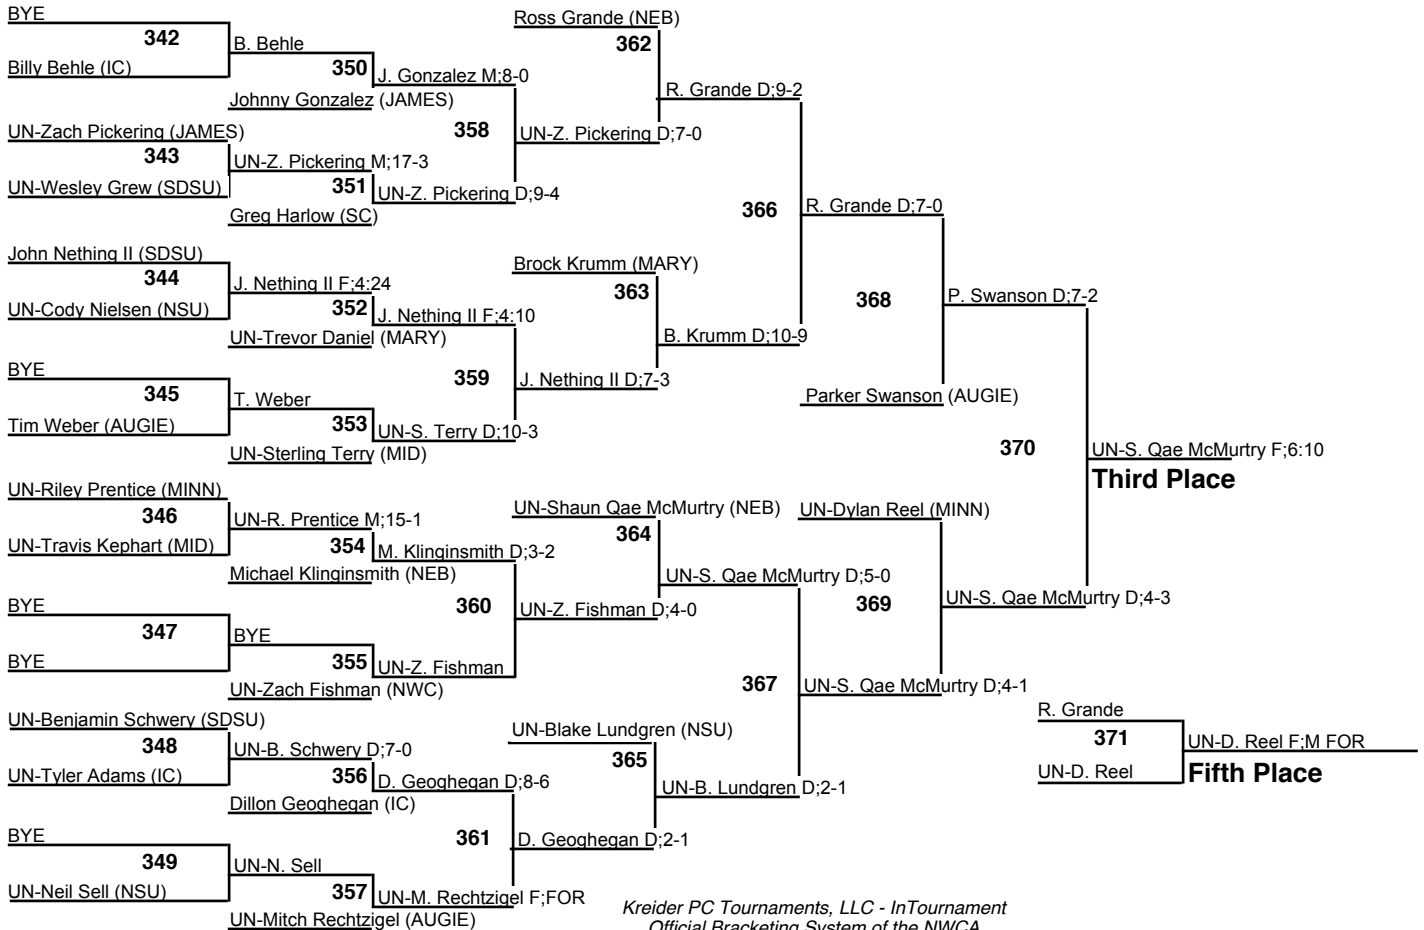 BYE
342
Billy Behle (IC)
B. Behle
350
Johnny Gonzalez (JAMES)
J. Gonzalez M;8-0
UN-Zach Pickering (JAMES)
343
UN-Wesley Grew (SDSU)
UN-Z. Pickering M;17-3
351
Greg Harlow (SC)
UN-Z. Pickering D;9-4
358
UN-Z. Pickering D;7-0
Ross Grande (NEB)
362
R. Grande D;9-2
John Nething II (SDSU)
344
UN-Cody Nielsen (NSU)
J. Nething II F;4:24
352
UN-Trevor Daniel (MARY)
J. Nething II F;4:10
BYE
345
Tim Weber (AUGIE)
T. Weber
353
UN-Sterling Terry (MID)
UN-S. Terry D;10-3
359
J. Nething II D;7-3
Brock Krumm (MARY)
363
B. Krumm D;10-9
366
R. Grande D;7-0
368
Parker Swanson (AUGIE)
P. Swanson D;7-2
UN-Riley Prentice (MINN)
346
UN-Travis Kephart (MID)
UN-R. Prentice M;15-1
354
Michael Klinginsmith (NEB)
M. Klinginsmith D;3-2
BYE
347
BYE
BYE
355
UN-Zach Fishman (NWC)
UN-Z. Fishman
360
UN-Z. Fishman D;4-0
UN-Shaun Qae McMurtry (NEB)
364
UN-S. Qae McMurtry D;5-0
UN-Benjamin Schwery (SDSU)
348
UN-Tyler Adams (IC)
UN-B. Schwery D;7-0
356
Dillon Geoghegan (IC)
D. Geoghegan D;8-6
BYE
349
UN-Neil Sell (NSU)
UN-N. Sell
357
UN-Mitch Rechtzigel (AUGIE)
UN-M. Rechtzigel F;FOR
361
D. Geoghegan D;2-1
UN-Blake Lundgren (NSU)
365
UN-B. Lundgren D;2-1
367
UN-S. Qae McMurtry D;4-1
UN-Dylan Reel (MINN)
369
UN-S. Qae McMurtry D;4-3
370
UN-S. Qae McMurtry F;6:10
Third Place
R. Grande
371
UN-D. Reel
UN-D. Reel F;M FOR
Fifth Place
Kreider PC Tournaments, LLC - InTournament
Official Bracketing System of the NWCA